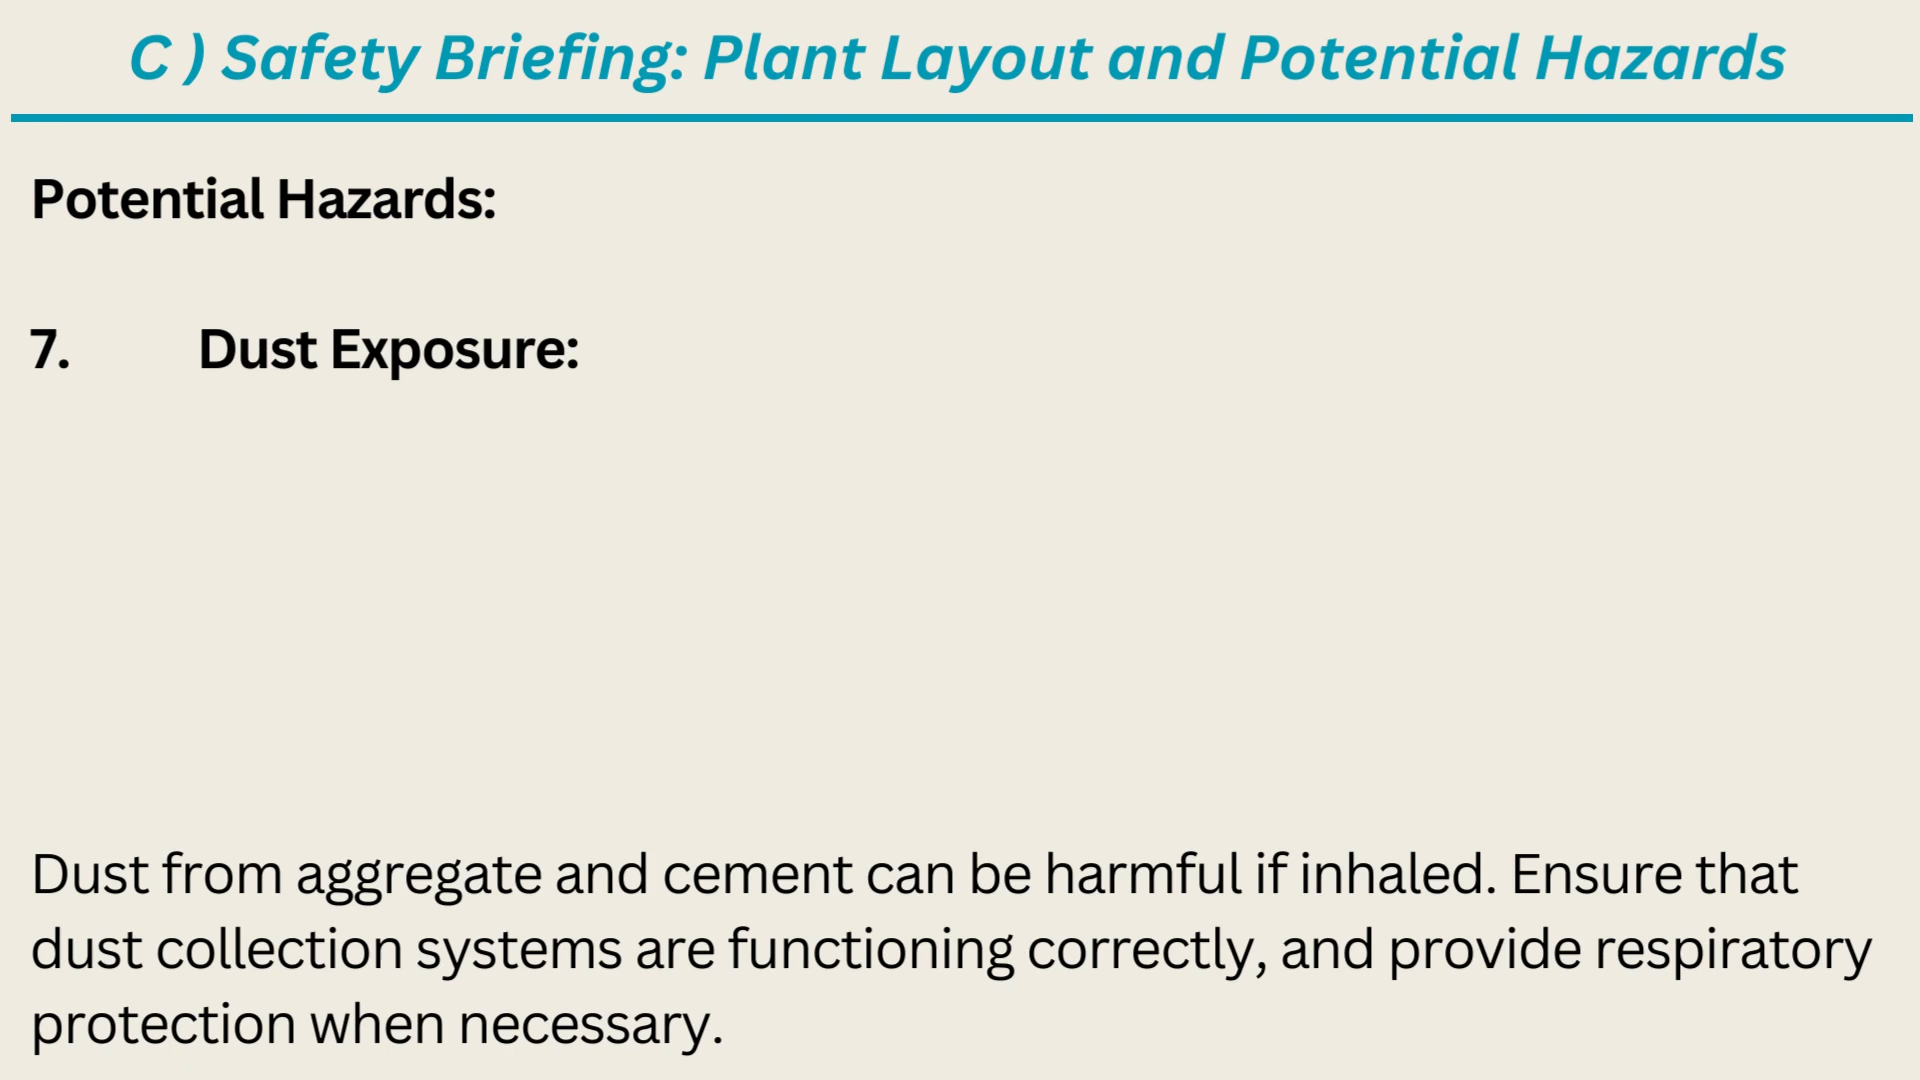 C ) Safety Briefing: Plant Layout and Potential Hazards
Potential Hazards:
7. Dust Exposure:
Dust from aggregate and cement can be harmful if inhaled. Ensure that
dust collection systems are functioning correctly, and provide respiratory
protection when necessary.